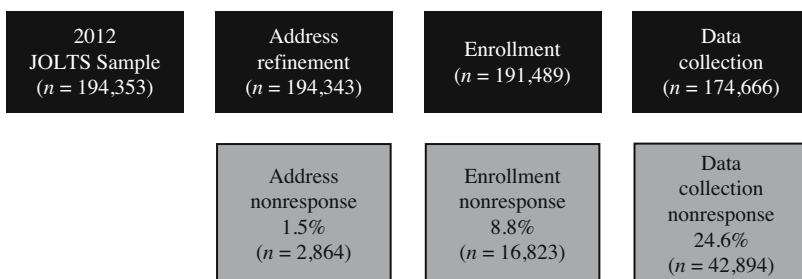 2012
JOLTS Sample
(n = 194,353)
Address
refinement
(n = 194,343)
Enrollment
(n = 191,489)
Data
collection
(n = 174,666)
Address
nonresponse
1.5%
(n = 2,864)
Enrollment
nonresponse
8.8%
(n = 16,823)
Data
collection
nonresponse
24.6%
(n = 42,894)